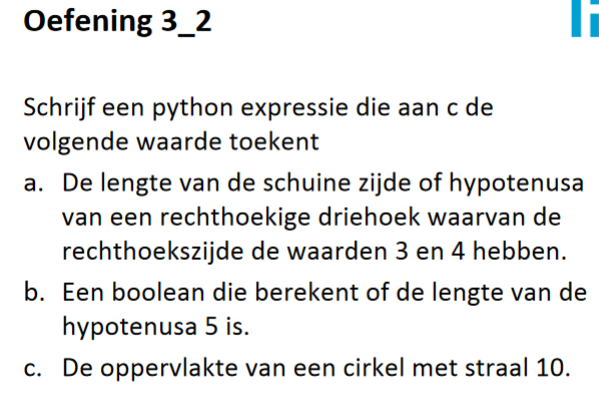 Oefening 3_2
Schrijf een python expressie die aan c de
volgende waarde toekent
a. De lengte van de schuine zijde of hypotenusa
van een rechthoekige driehoek waarvan de
rechthoekszijde de waarden 3 en 4 hebben.
b. Een boolean die berekent of de lengte van de
hypotenusa 5 is.
c. De oppervlakte van een cirkel met straal 10.